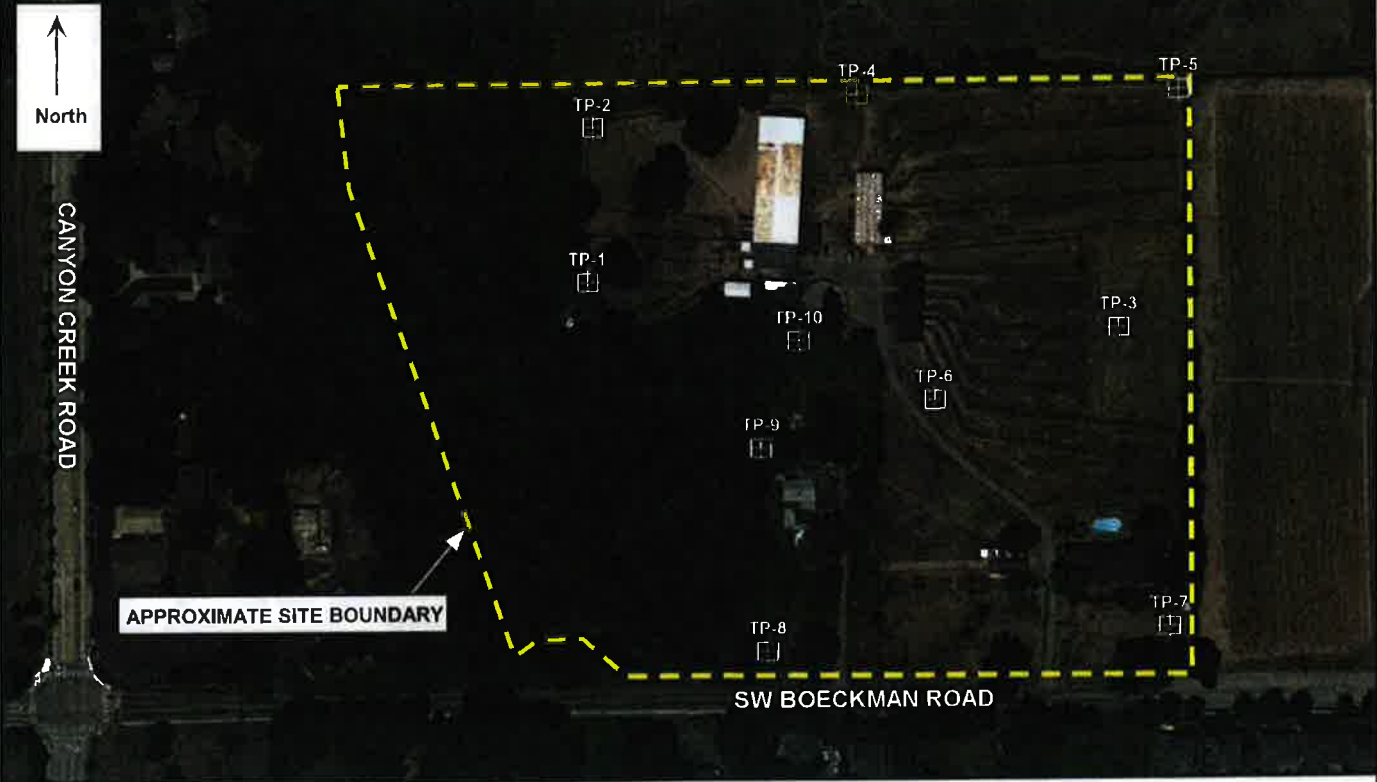 North
TP-4
TP-5
TP-2
CANYON CREEK ROAD
TP-1
TP-3
TP-10
TP-6
TP-9
APPROXIMATE SITE BOUNDARY
TP-7
TP-8
SW BOECKMAN ROAD